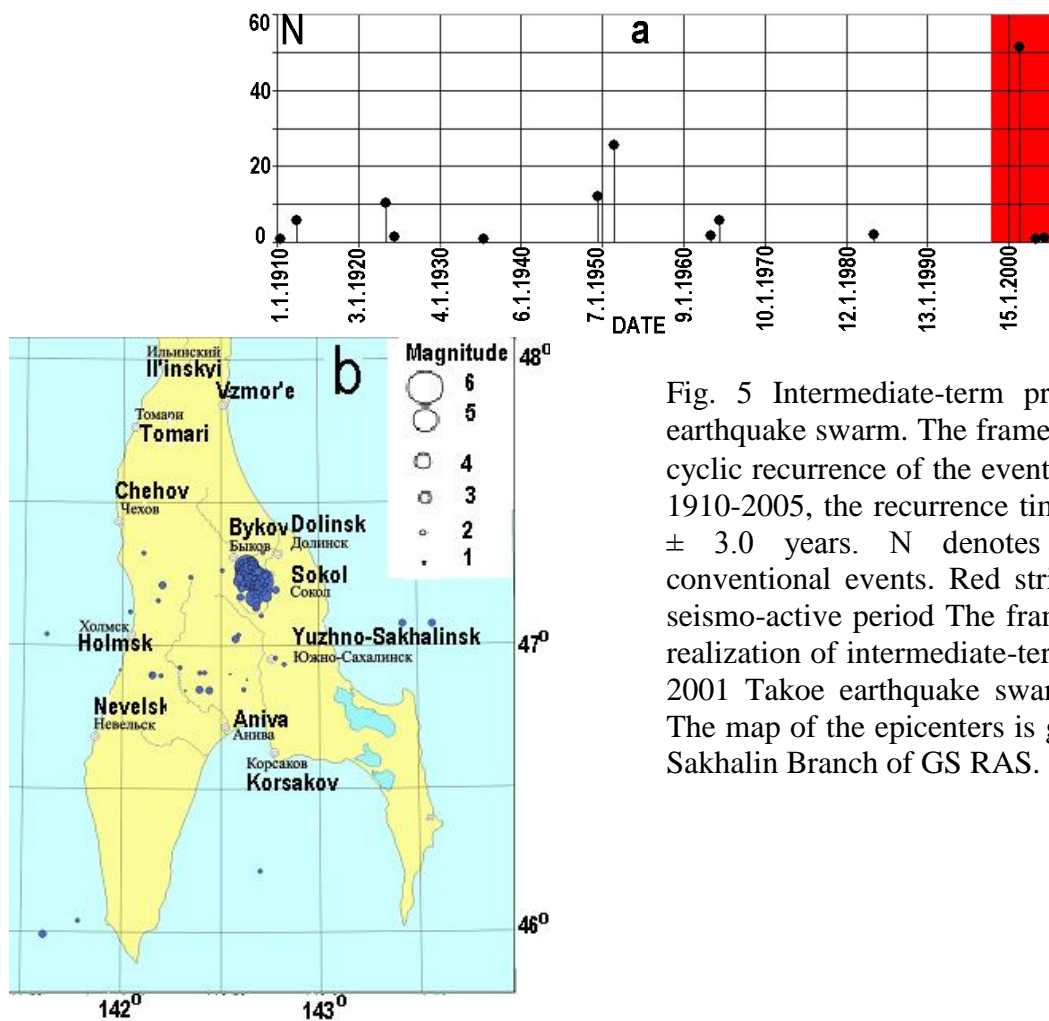 60
N
a
40
20
0
1.1.1910
3.1.1920
4.1.1930
6.1.1940
7.1.1950
9.1.1960
10.1.1970
12.1.1980
13.1.1990
15.1.2000
DATE
b
Magnitude
6
5
4
3
2
1
48⁰
Ильинский
Il'inskyi
Vzmor'e
Томари
Tomari
Chehov
Чехов
Bykov
Быков
Dolinsk
Долинск
Sokol
Сокол
Холмск
Holmsk
Yuzhno-Sakhalinsk
Южно-Сахалинск
47⁰
Nevelsk
Невельск
Aniva
Анива
Корсаков
Korsakov
46⁰
142⁰
143⁰
Fig. 5 Intermediate-term pr
earthquake swarm. The frame
cyclic recurrence of the event
1910-2005, the recurrence tin
± 3.0 years. N denotes
conventional events. Red stri
seismo-active period The fran
realization of intermediate-ter
2001 Takoe earthquake swar
The map of the epicenters is g
Sakhalin Branch of GS RAS.